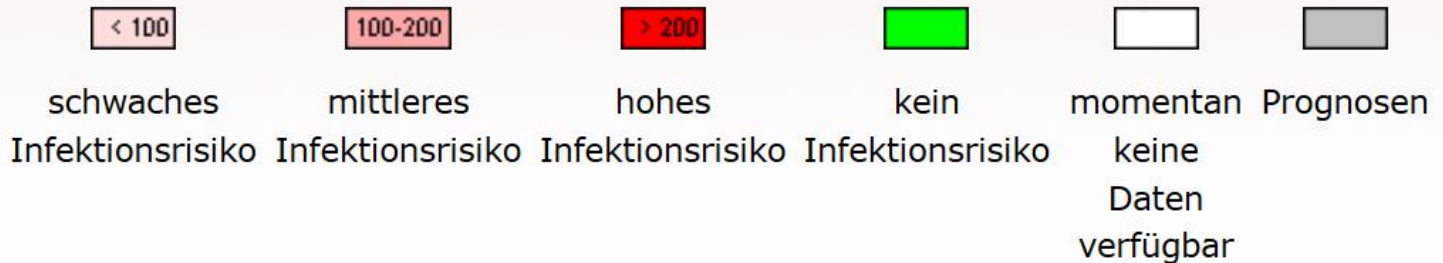 < 100 100-200 > 200
schwaches mittleres hohes kein momentan Prognosen
Infektionsrisiko Infektionsrisiko Infektionsrisiko Infektionsrisiko keine
Daten
verfügbar